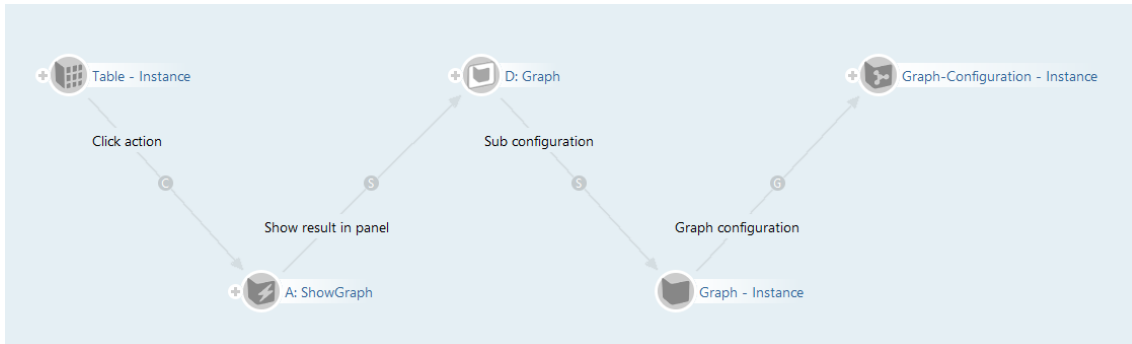 Table - Instance
D: Graph
Graph-Configuration - Instance
Click action
Sub configuration
C
S
S
G
Show result in panel
Graph configuration
A: ShowGraph
Graph - Instance